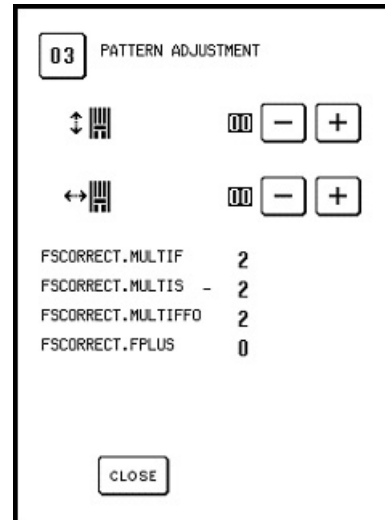 03 PATTERN ADJUSTMENT
00 - +
00 - +
FSCORRECT.MULTIF 2
FSCORRECT.MULTIS - 2
FSCORRECT.MULTIFFO 2
FSCORRECT.FPLUS 0
CLOSE